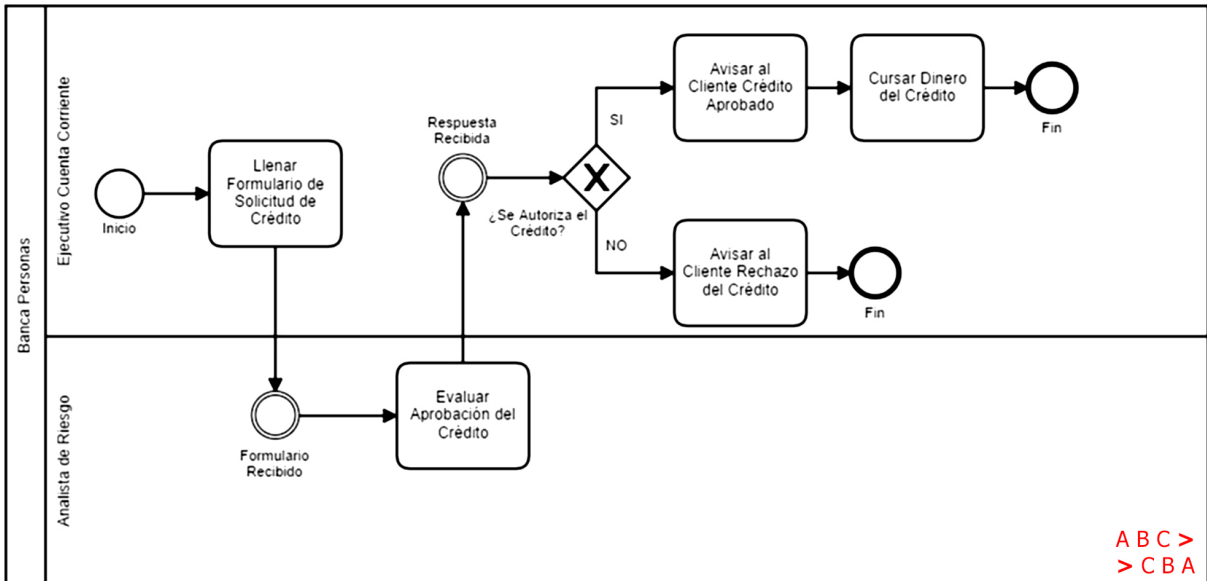 Banca Personas
Ejecutivo Cuenta Corriente
Inicio
Llenar
Formulario de
Solicitud de
Crédito
Respuesta
Recibida
¿Se Autoriza el
Crédito?
SI
Avisar al
Cliente Crédito
Aprobado
Cursar Dinero
del Crédito
Fin
NO
Avisar al
Cliente Rechazo
del Crédito
Fin
Analista de Riesgo
Formulario
Recibido
Evaluar
Aprobación del
Crédito
A B C >
> C B A